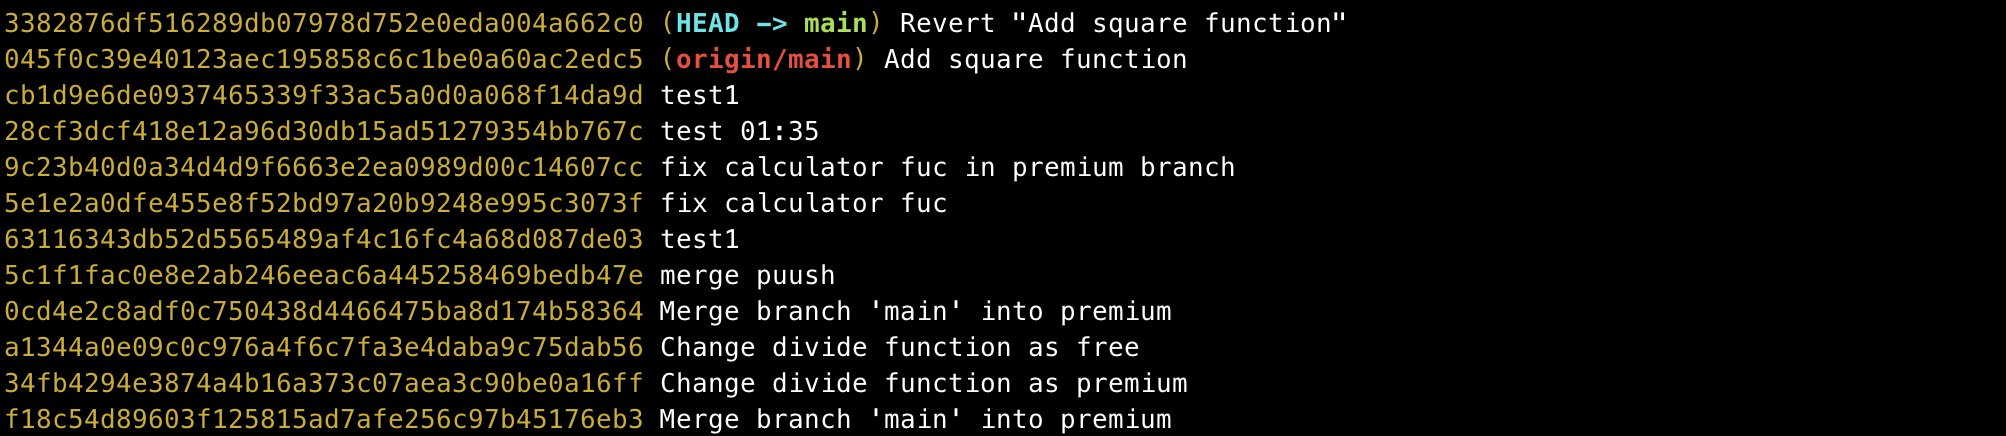 3382876df516289db07978d752e0eda004a662c0 (HEAD -> main) Revert "Add square function"
045f0c39e40123aec195858c6c1be0a60ac2edc5 (origin/main) Add square function
cb1d9e6de0937465339f33ac5a0d0a068f14da9d test1
28cf3dcf418e12a96d30db15ad51279354bb767c test 01:35
9c23b40d0a34d4d9f6663e2ea0989d00c14607cc fix calculator fuc in premium branch
5e1e2a0dfe455e8f52bd97a20b9248e995c3073f fix calculator fuc
63116343db52d5565489af4c16fc4a68d087de03 test1
5c1f1fac0e8e2ab246eeac6a445258469bedb47e merge puush
0cd4e2c8adf0c750438d4466475ba8d174b58364 Merge branch 'main' into premium
a1344a0e09c0c976a4f6c7fa3e4daba9c75dab56 Change divide function as free
34fb4294e3874a4b16a373c07aea3c90be0a16ff Change divide function as premium
f18c54d89603f125815ad7afe256c97b45176eb3 Merge branch 'main' into premium